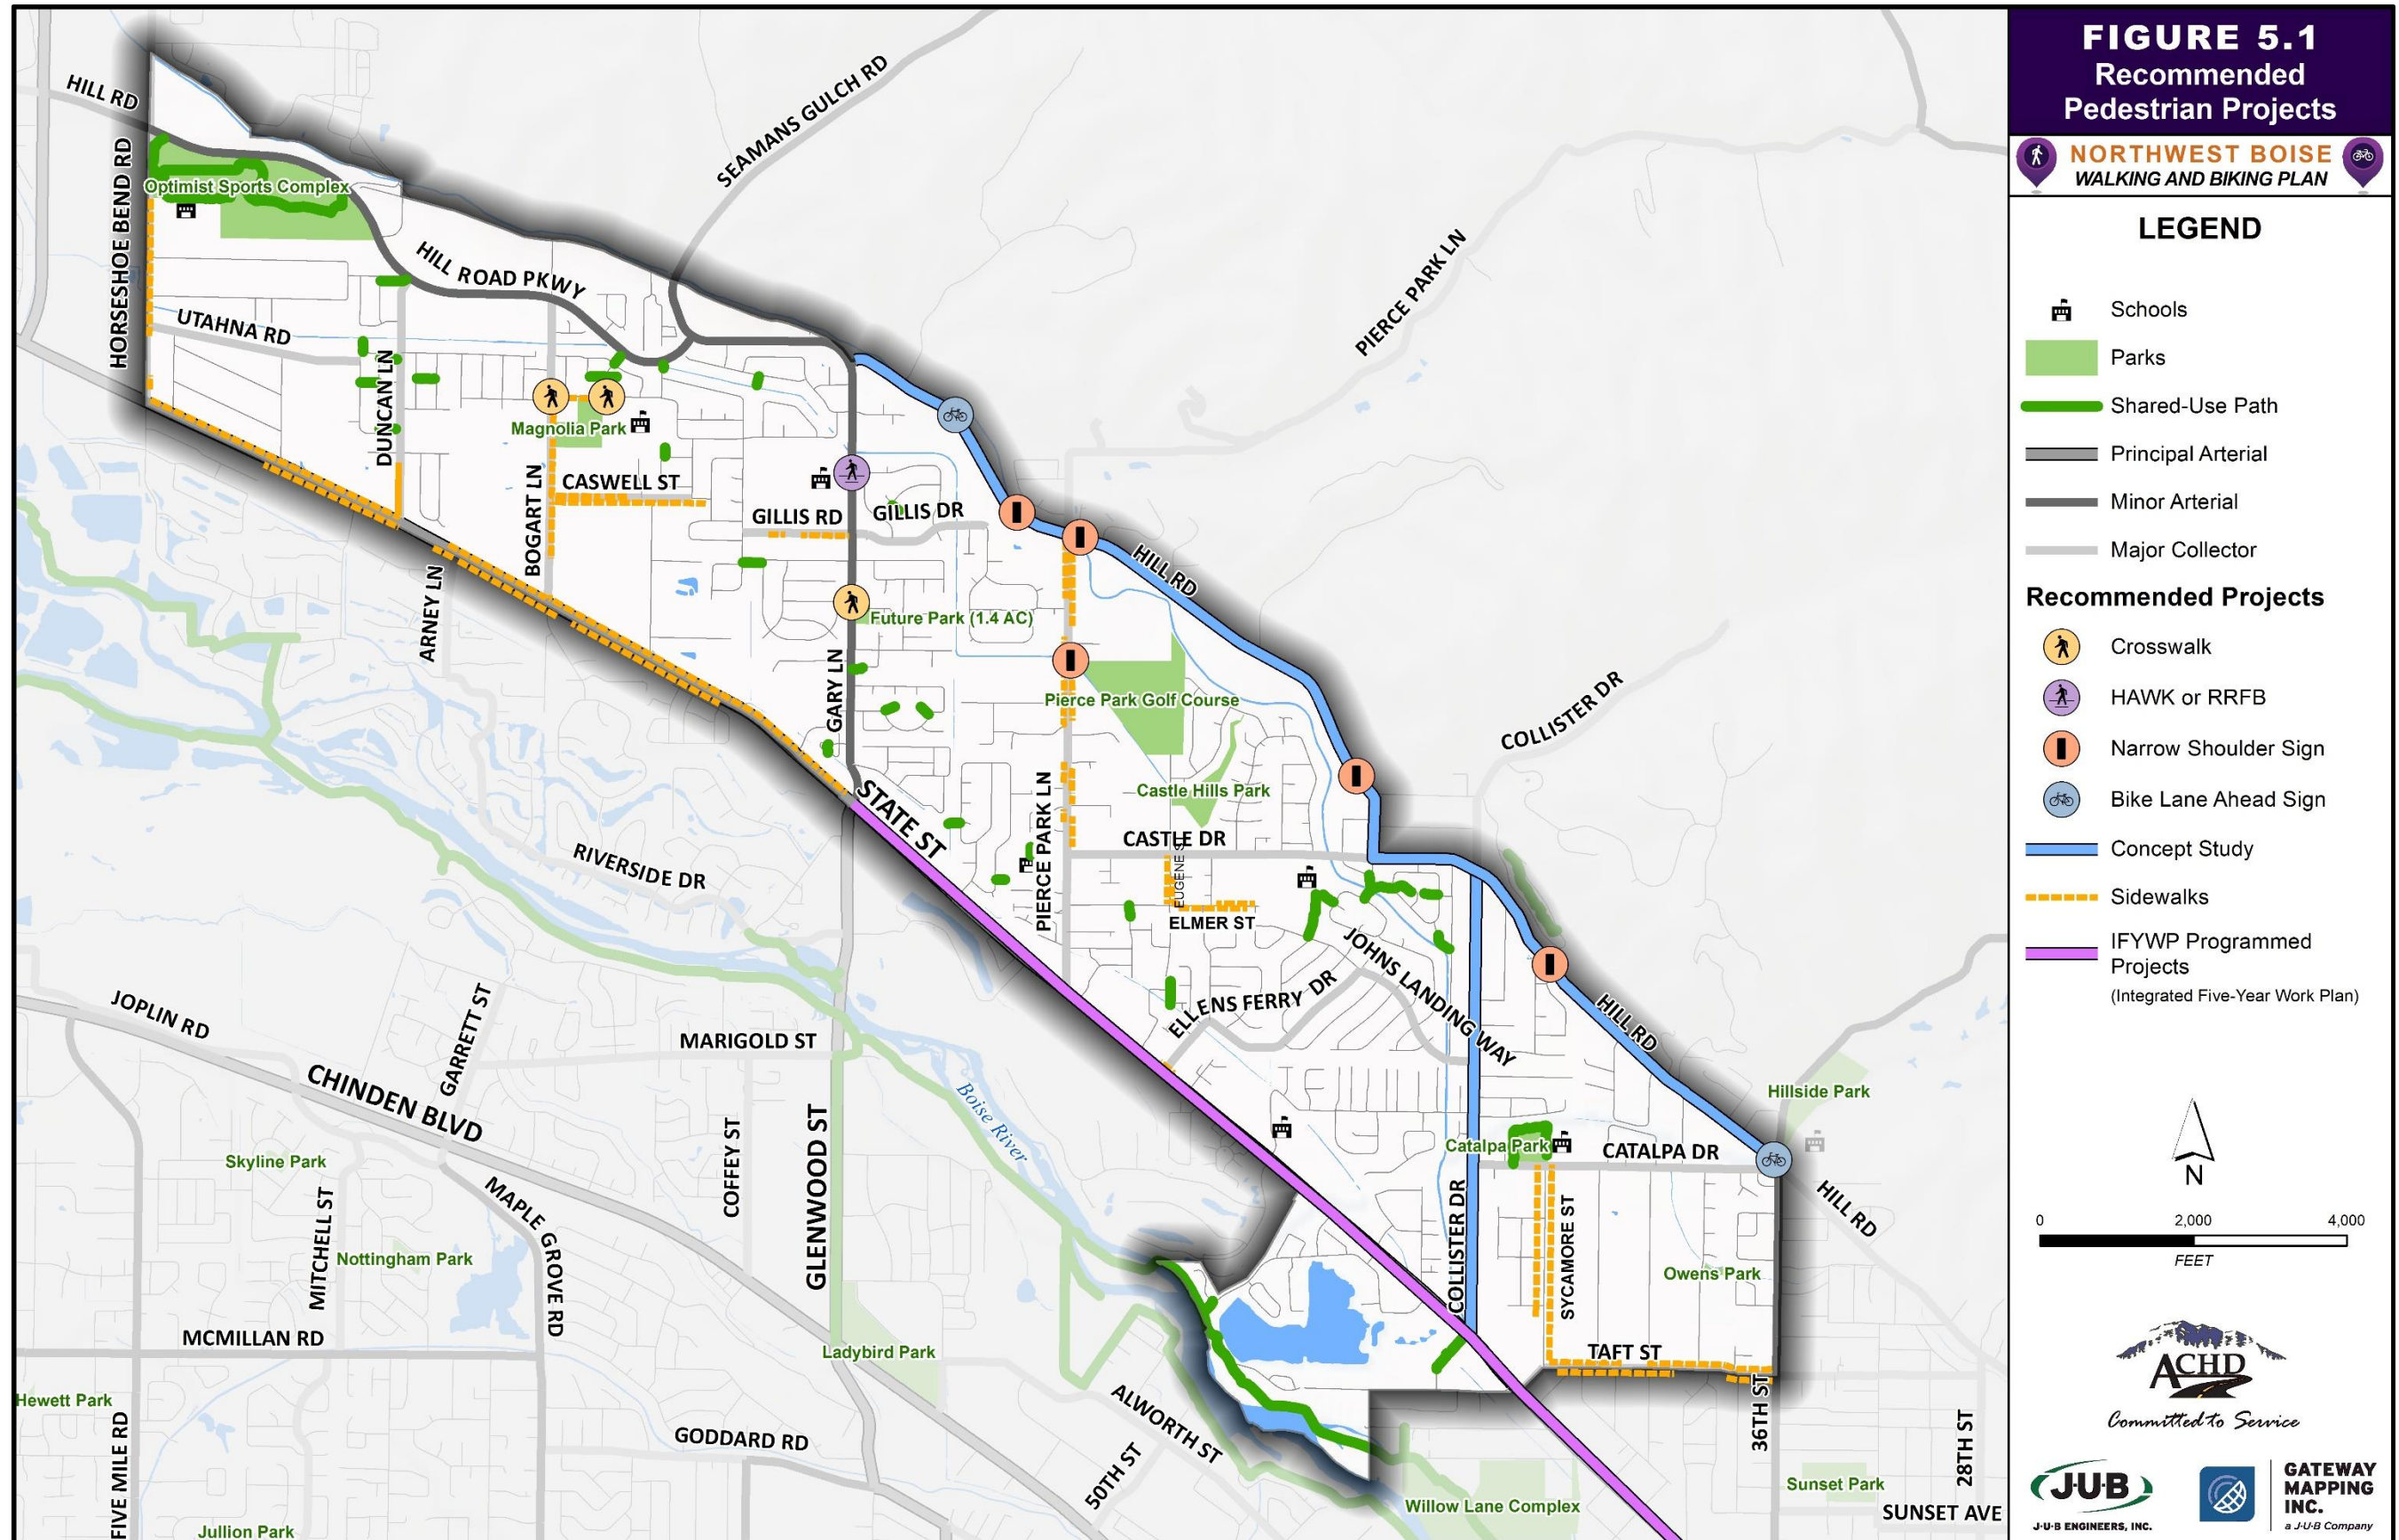 FIGURE 5.1
Recommended
Pedestrian Projects
NORTHWEST BOISE
WALKING AND BIKING PLAN
LEGEND
Schools
Parks
Shared-Use Path
Principal Arterial
Minor Arterial
Major Collector
Recommended Projects
Crosswalk
HAWK or RRFB
Narrow Shoulder Sign
Bike Lane Ahead Sign
Concept Study
Sidewalks
IFYWP Programmed
Projects
(Integrated Five-Year Work Plan)
N
0 2,000 4,000
FEET
ACHD
Committed to Service
J·U·B
J·U·B ENGINEERS, INC.
GATEWAY
MAPPING
INC.
a J·U·B Company
HILL RD
HORSESHOE BEND RD
Optimist Sports Complex
SEAMANS GULCH RD
HILL ROAD PKWY
PIERCE PARK LN
UTAHNA RD
DUNCAN LN
Magnolia Park
BOGART LN
CASWELL ST
GILLIS RD
GILLIS DR
HILL RD
ARNEY LN
Future Park (1.4 AC)
GARY LN
Pierce Park Golf Course
COLLISTER DR
STATE ST
PIERCE PARK LN
Castle Hills Park
CASTLE DR
EUGENE ST
RIVERSIDE DR
ELMER ST
JOHNS LANDING WAY
ELLENS FERRY DR
HILL RD
JOPLIN RD
GARRETT ST
MARIGOLD ST
CHINDEN BLVD
Boise River
Hillside Park
COFFEY ST
GLENWOOD ST
Catalpa Park
CATALPA DR
Skyline Park
MITCHELL ST
MAPLE GROVE RD
HILL RD
Nottingham Park
COLLISTER DR
SYCAMORE ST
Owens Park
MCMILLAN RD
Ladybird Park
TAFT ST
Hewett Park
FIVE MILE RD
ALWORTH ST
36TH ST
GODDARD RD
50TH ST
28TH ST
Sunset Park
Willow Lane Complex
SUNSET AVE
Jullion Park